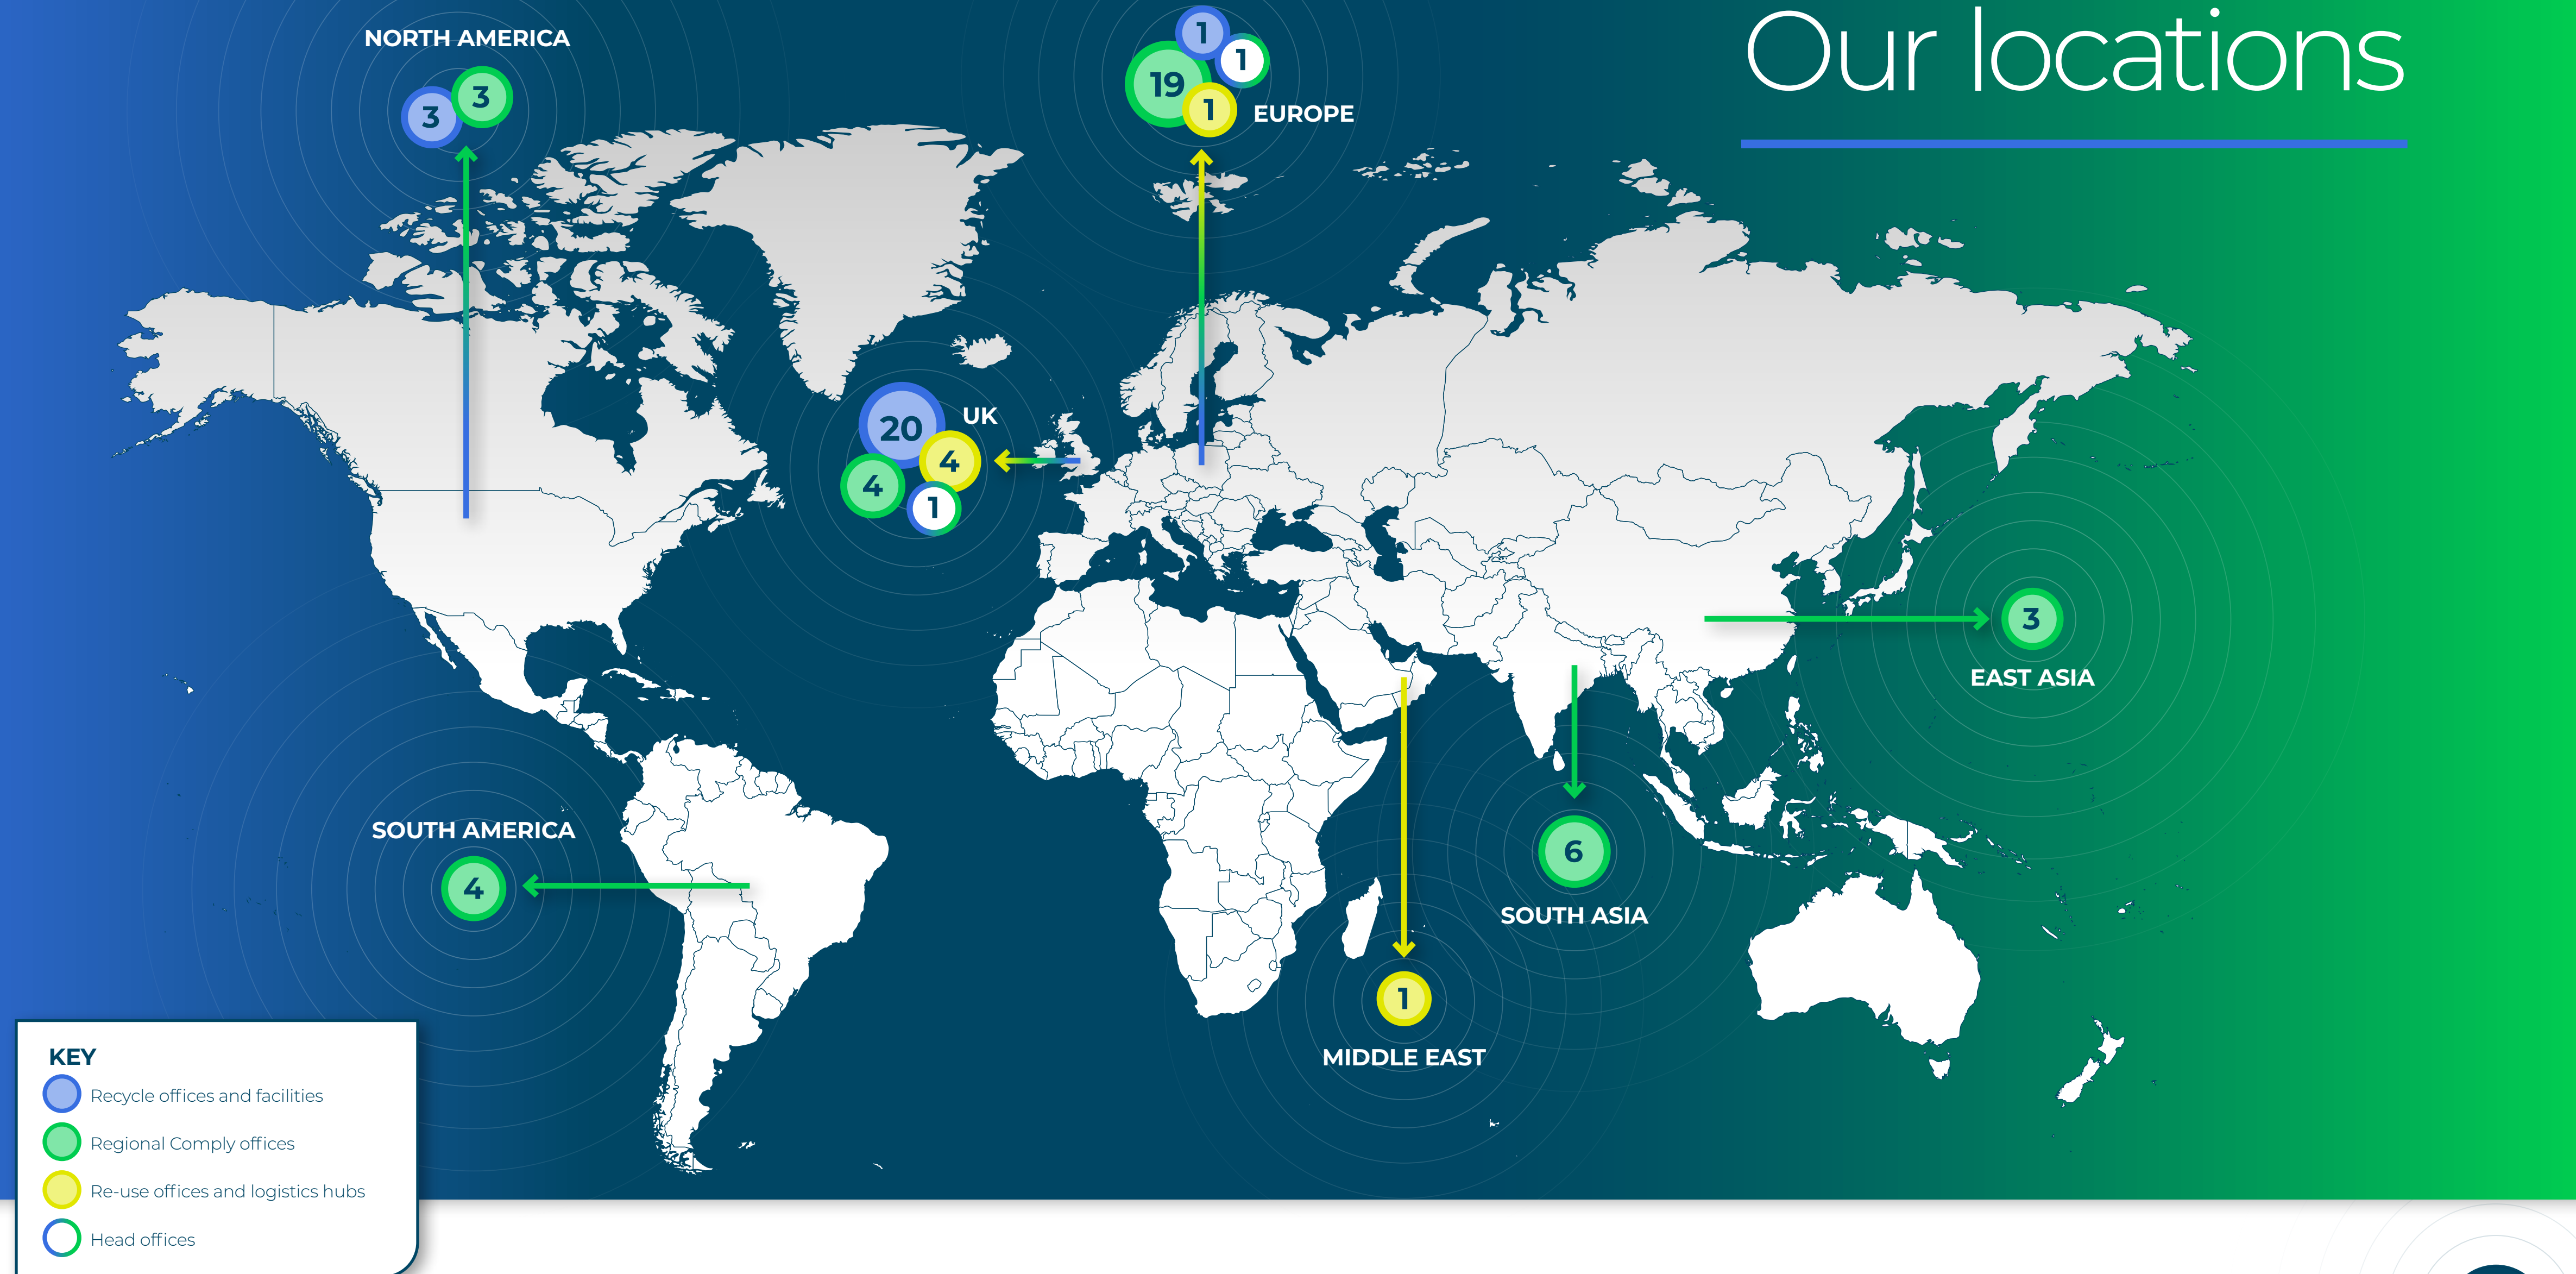 Our locations
NORTH AMERICA
3
3
1
1
19
1
EUROPE
20
UK
4
4
1
3
EAST ASIA
SOUTH AMERICA
4
6
SOUTH ASIA
1
MIDDLE EAST
KEY
Recycle offices and facilities
Regional Comply offices
Re-use offices and logistics hubs
Head offices